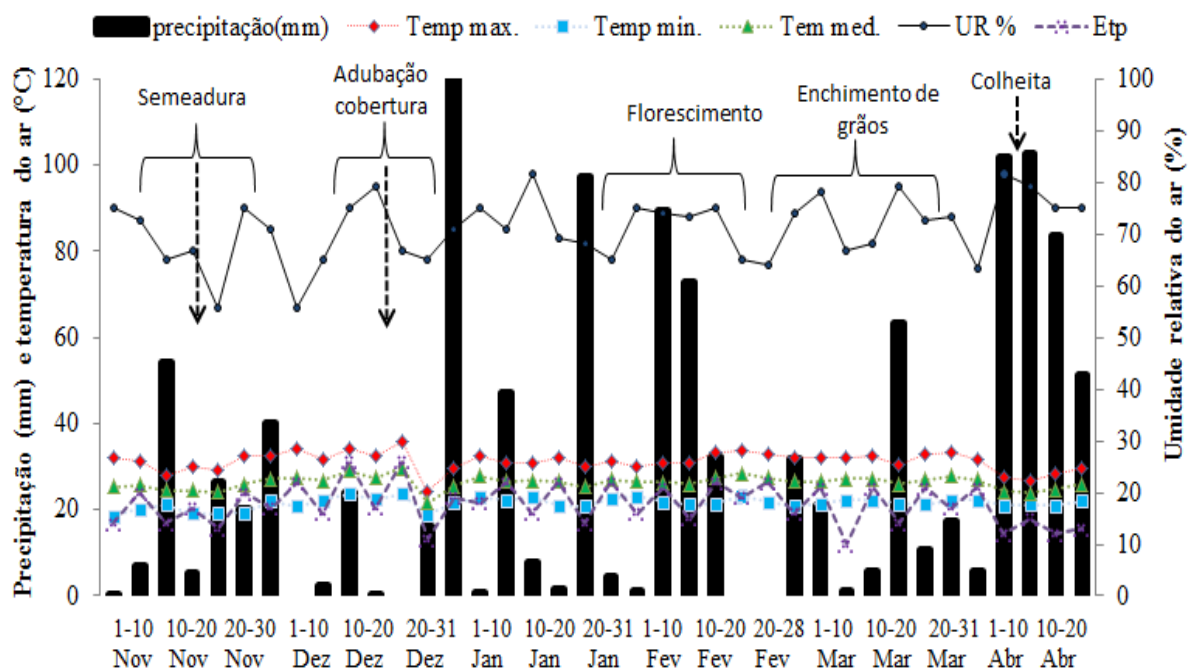 precipitação(mm) Temp max. Temp min. Tem med. UR % Etp
Precipitação (mm) e temperatura do ar (°C)
120
100
80
60
40
20
0
Semeadura
Adubação
cobertura
Florescimento
Enchimento de
grãos
Colheita
100
90
80
70
60
50
40
30
20
10
0
Umidade relativa do ar (%)
1-10 10-20 20-30 1-10 10-20 20-31 1-10 10-20 20-31 1-10 10-20 20-28 1-10 10-20 20-31 1-10 10-20
Nov Nov Nov Dez Dez Dez Jan Jan Jan Fev Fev Fev Mar Mar Mar Abr Abr